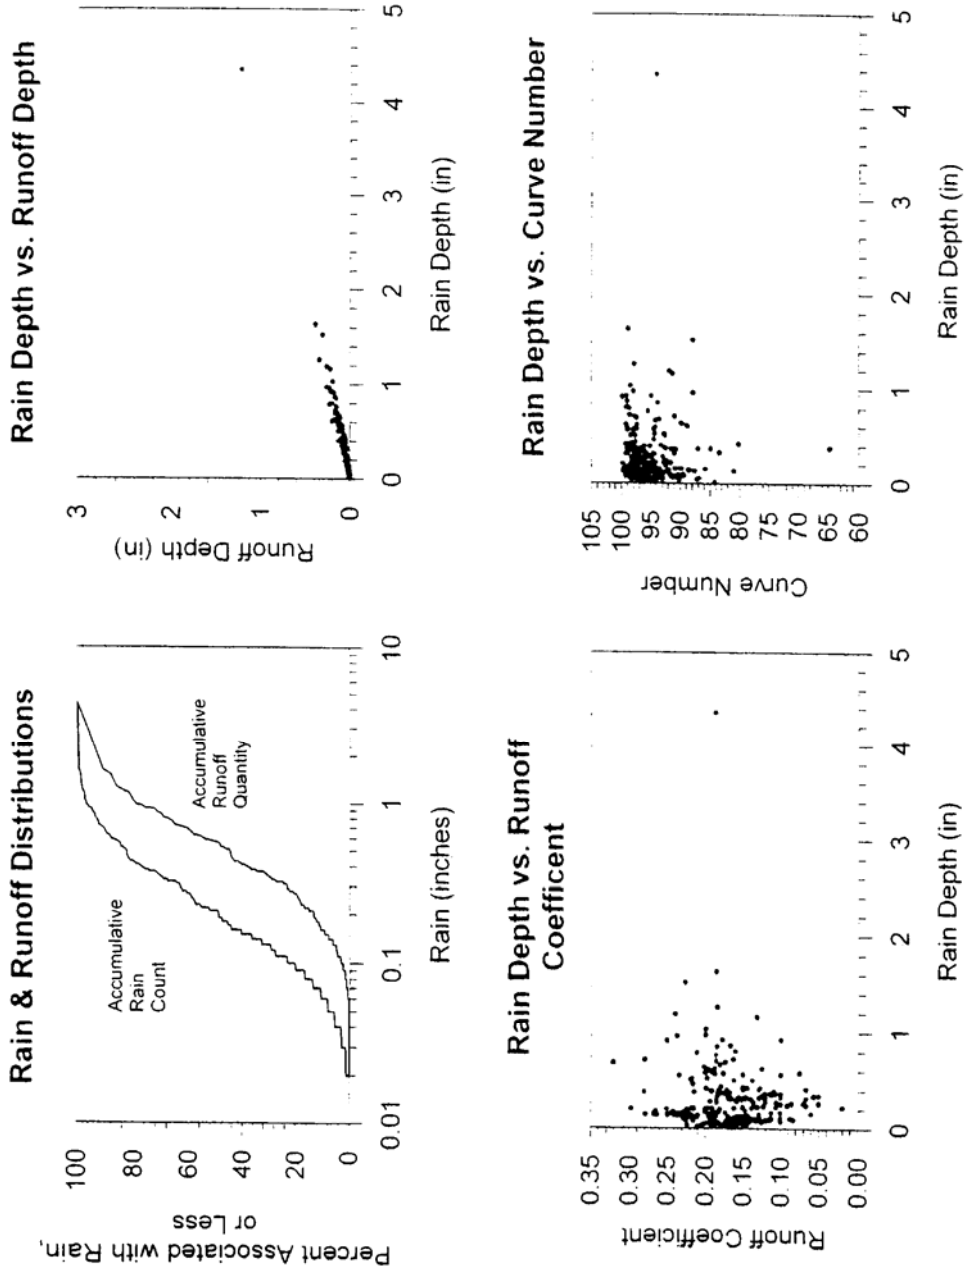 Rain & Runoff Distributions
Percent Associated with Rain,
or Less
100
80
60
40
20
0
Accumulative
Rain
Count
Accumulative
Runoff
Quantity
0.01
0.1
1
10
Rain (inches)
Rain Depth vs. Runoff Depth
Runoff Depth (in)
3
2
1
0
0
1
2
3
4
5
Rain Depth (in)
Rain Depth vs. Runoff
Coefficent
Runoff Coefficient
0.35
0.30
0.25
0.20
0.15
0.10
0.05
0.00
0
1
2
3
4
5
Rain Depth (in)
Rain Depth vs. Curve Number
Curve Number
105
100
95
90
85
80
75
70
65
60
0
1
2
3
4
5
Rain Depth (in)